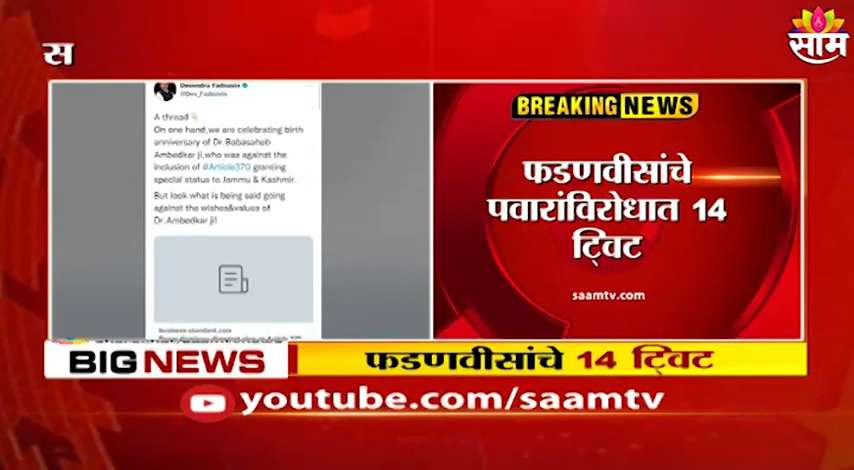 साम
स
Devendra Fadnavis
@Dev_Fadnavis
A thread
On one hand,we are celebrating birth
anniversary of Dr.Babasaheb
Ambedkar ji,who was against the
inclusion of #Article370 granting
special status to Jammu & Kashmir.
But look what is being said going
against the wishes&values of
Dr.Ambedkar ji!
business-standard.com
BREAKING NEWS
फडणवीसांचे
पवारांविरोधात 14
ट्विट
saamtv.com
BIG NEWS
फडणवीसांचे 14 ट्विट
youtube.com/saamtv